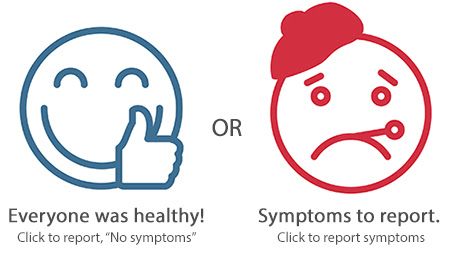 OR
Everyone was healthy!
Click to report, “No symptoms”
Symptoms to report.
Click to report symptoms